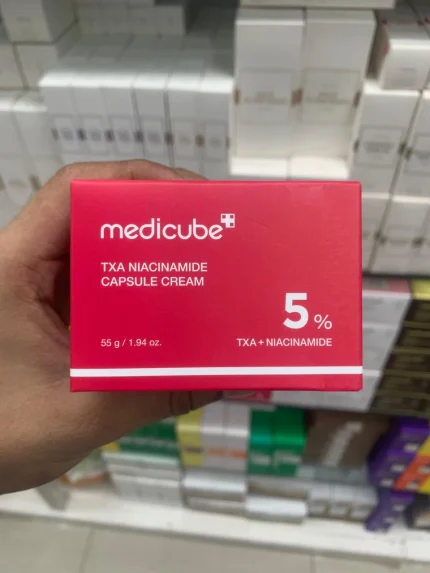 medicube
TXA NIACINAMIDE
CAPSULE CREAM
5%
55 g / 1.94 oz.
TXA + NIACINAMIDE